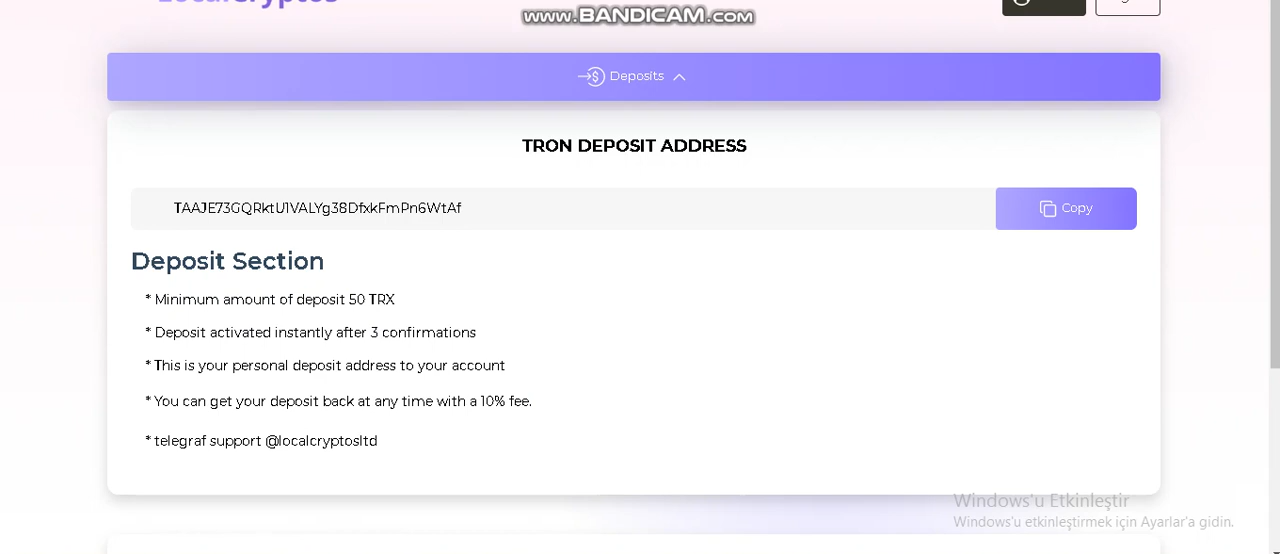 LocalCryptos
www.BANDICAM.com
Deposits
TRON DEPOSIT ADDRESS
TAAJE73GQRktU1VALYg38DfxkFmPn6WtAf
Copy
Deposit Section
* Minimum amount of deposit 50 TRX
* Deposit activated instantly after 3 confirmations
* This is your personal deposit address to your account
* You can get your deposit back at any time with a 10% fee.
* telegraf support @localcryptosltd
Windows'u Etkinleştir
Windows'u etkinleştirmek için Ayarlar'a gidin.